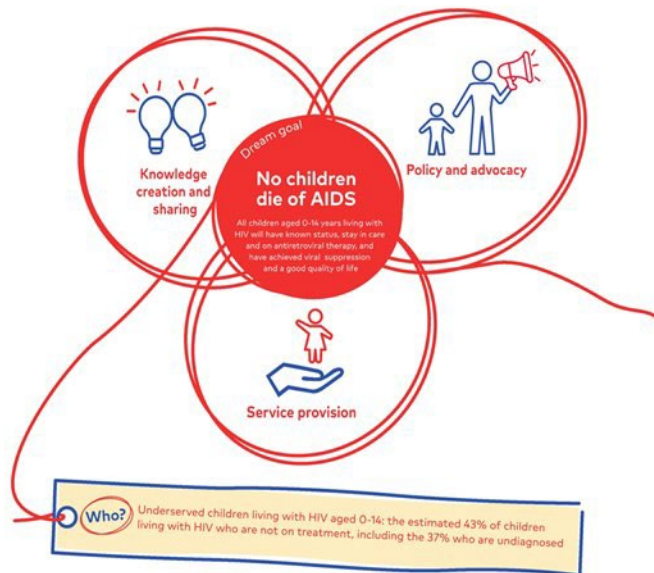 Knowledge
creation and
sharing
Policy and advocacy
Dream goal
No children
die of AIDS
All children aged 0-14 years living with
HIV will have known status, stay in care
and on antiretroviral therapy, and
have achieved viral suppression
and a good quality of life
Service provision
Who?
Underserved children living with HIV aged 0-14: the estimated 43% of children
living with HIV who are not on treatment, including the 37% who are undiagnosed